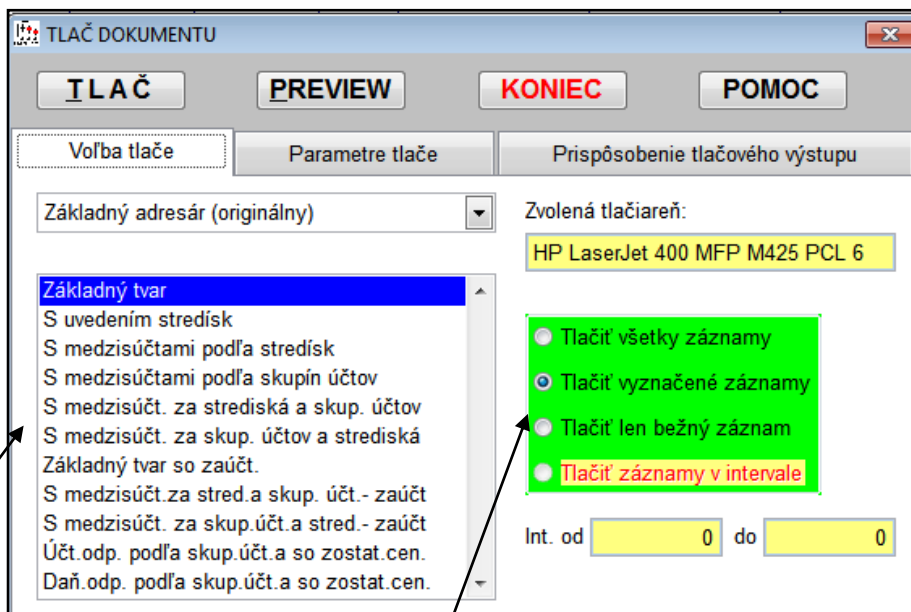 TLAČ DOKUMENTU
TLAČ PREVIEW KONIEC POMOC
Voľba tlače Parametre tlače Prispôsobenie tlačového výstupu
Základný adresár (originálny)
Zvolená tlačiareň:
HP LaserJet 400 MFP M425 PCL 6
Základný tvar
S uvedením stredísk
S medzisúčtami podľa stredísk
S medzisúčtami podľa skupín účtov
S medzisúčt. za strediská a skup. účtov
S medzisúčt. za skup. účtov a strediská
Základný tvar so zaúčt.
S medzisúčt.za stred.a skup. účt.- zaúčt
S medzisúčt. za skup.účt.a stred.- zaúčt
Účt.odp. podľa skup.účt.a so zostat.cen.
Daň.odp. podľa skup.účt.a so zostat.cen.
Tlačiť všetky záznamy
Tlačiť vyznačené záznamy
Tlačiť len bežný záznam
Tlačiť záznamy v intervale
Int. od 0 do 0